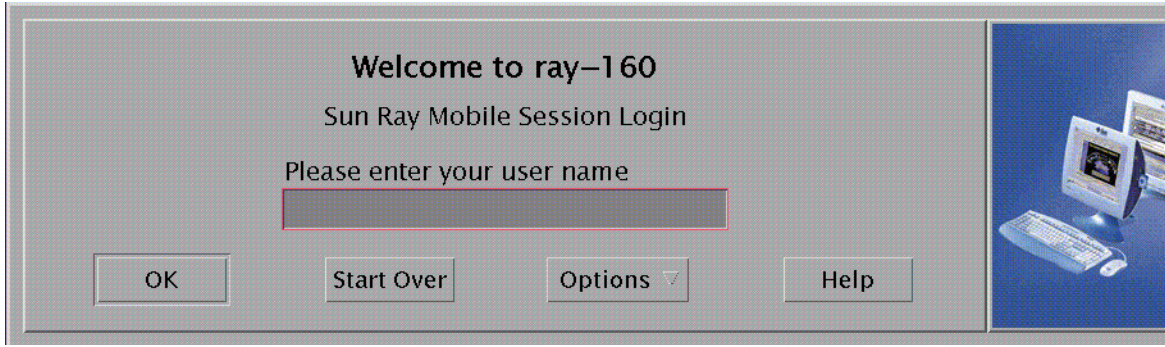 Welcome to ray–160
Sun Ray Mobile Session Login
Please enter your user name
OK Start Over Options Help